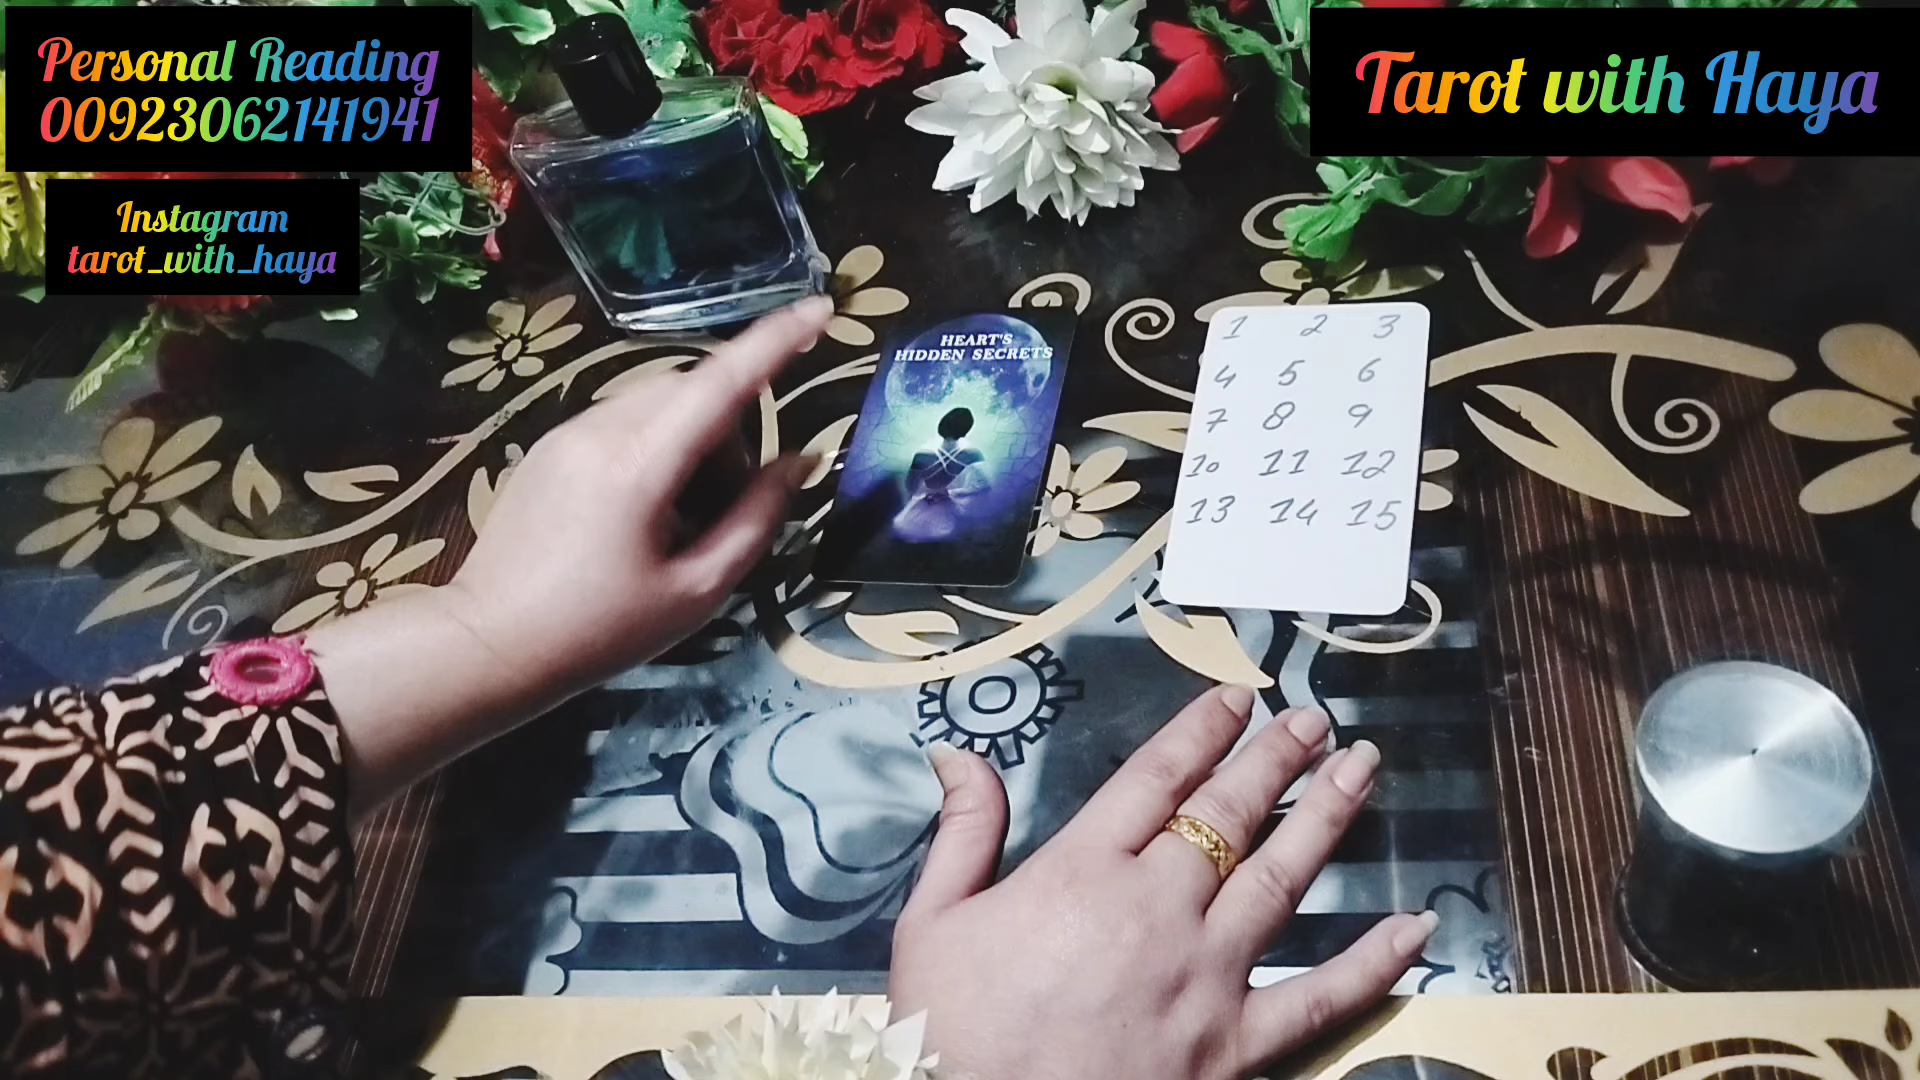 Personal Reading
00923062141941
Instagram
tarot_with_haya
Tarot with Haya
HEART'S
HIDDEN SECRETS
1 2 3
4 5 6
7 8 9
10 11 12
13 14 15